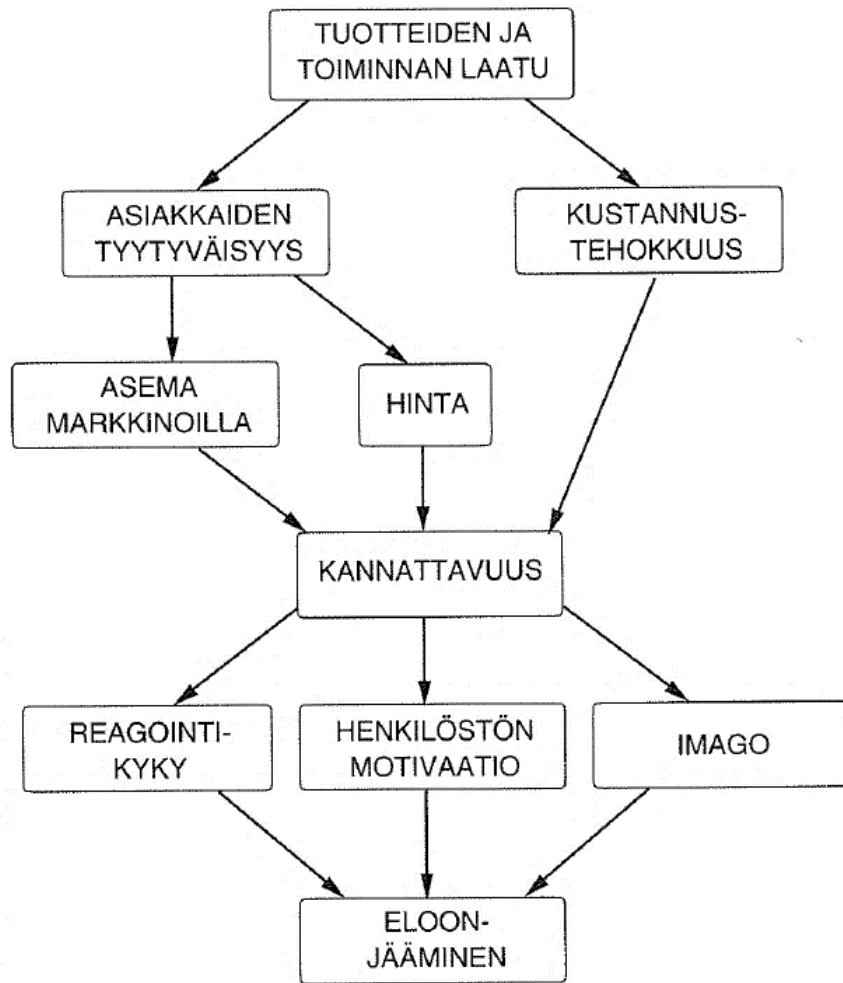 TUOTTEIDEN JA
TOIMINNAN LAATU
ASIAKKAIDEN
TYYTYVÄISYYS
KUSTANNUS-
TEHOKKUUS
ASEMA
MARKKINOILLA
HINTA
KANNATTAVUUS
REAGOINTI-
KYKY
HENKILÖSTÖN
MOTIVAATIO
IMAGO
ELOON-
JÄÄMINEN